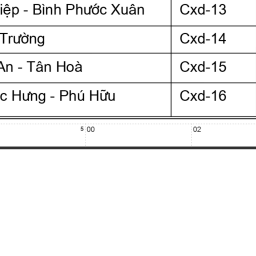 iệp - Bình Phước Xuân Cxd-13
Trường Cxd-14
An - Tân Hoà Cxd-15
c Hưng - Phú Hữu Cxd-16
5 00 02